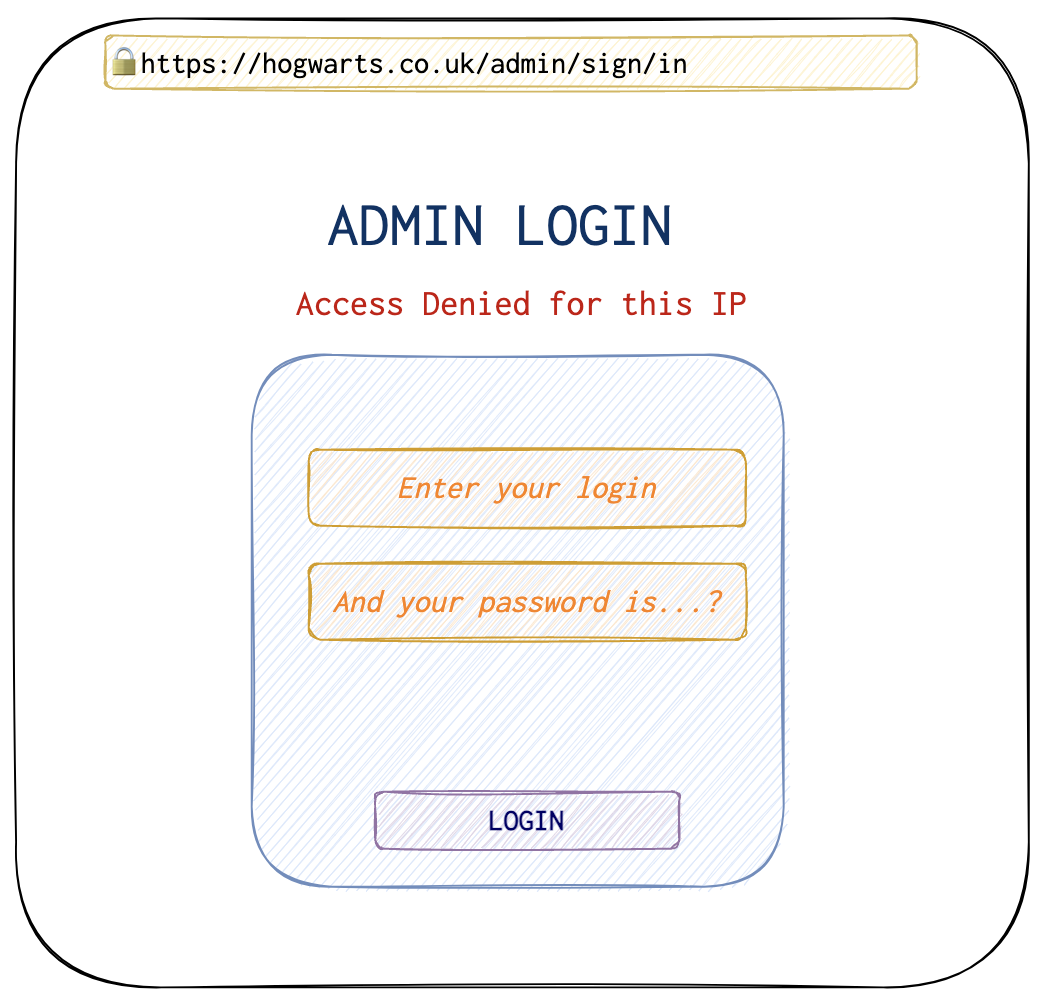 https://hogwarts.co.uk/admin/sign/in
ADMIN LOGIN
Access Denied for this IP
Enter your login
And your password is...?
LOGIN